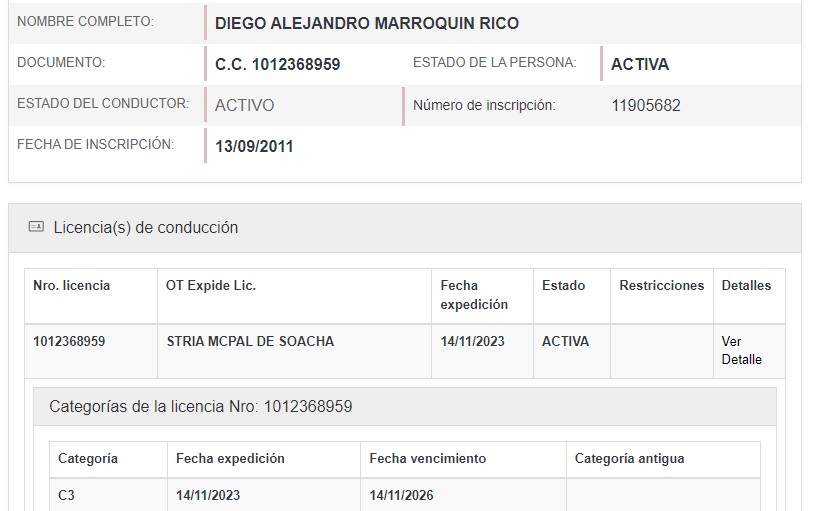 NOMBRE COMPLETO: DIEGO ALEJANDRO MARROQUIN RICO
DOCUMENTO: C.C. 1012368959 ESTADO DE LA PERSONA: ACTIVA
ESTADO DEL CONDUCTOR: ACTIVO Número de inscripción: 11905682
FECHA DE INSCRIPCIÓN: 13/09/2011
Licencia(s) de conducción
Nro. licencia OT Expide Lic. Fecha expedición Estado Restricciones Detalles
1012368959 STRIA MCPAL DE SOACHA 14/11/2023 ACTIVA Ver Detalle
Categorías de la licencia Nro: 1012368959
Categoría Fecha expedición Fecha vencimiento Categoría antigua
C3 14/11/2023 14/11/2026